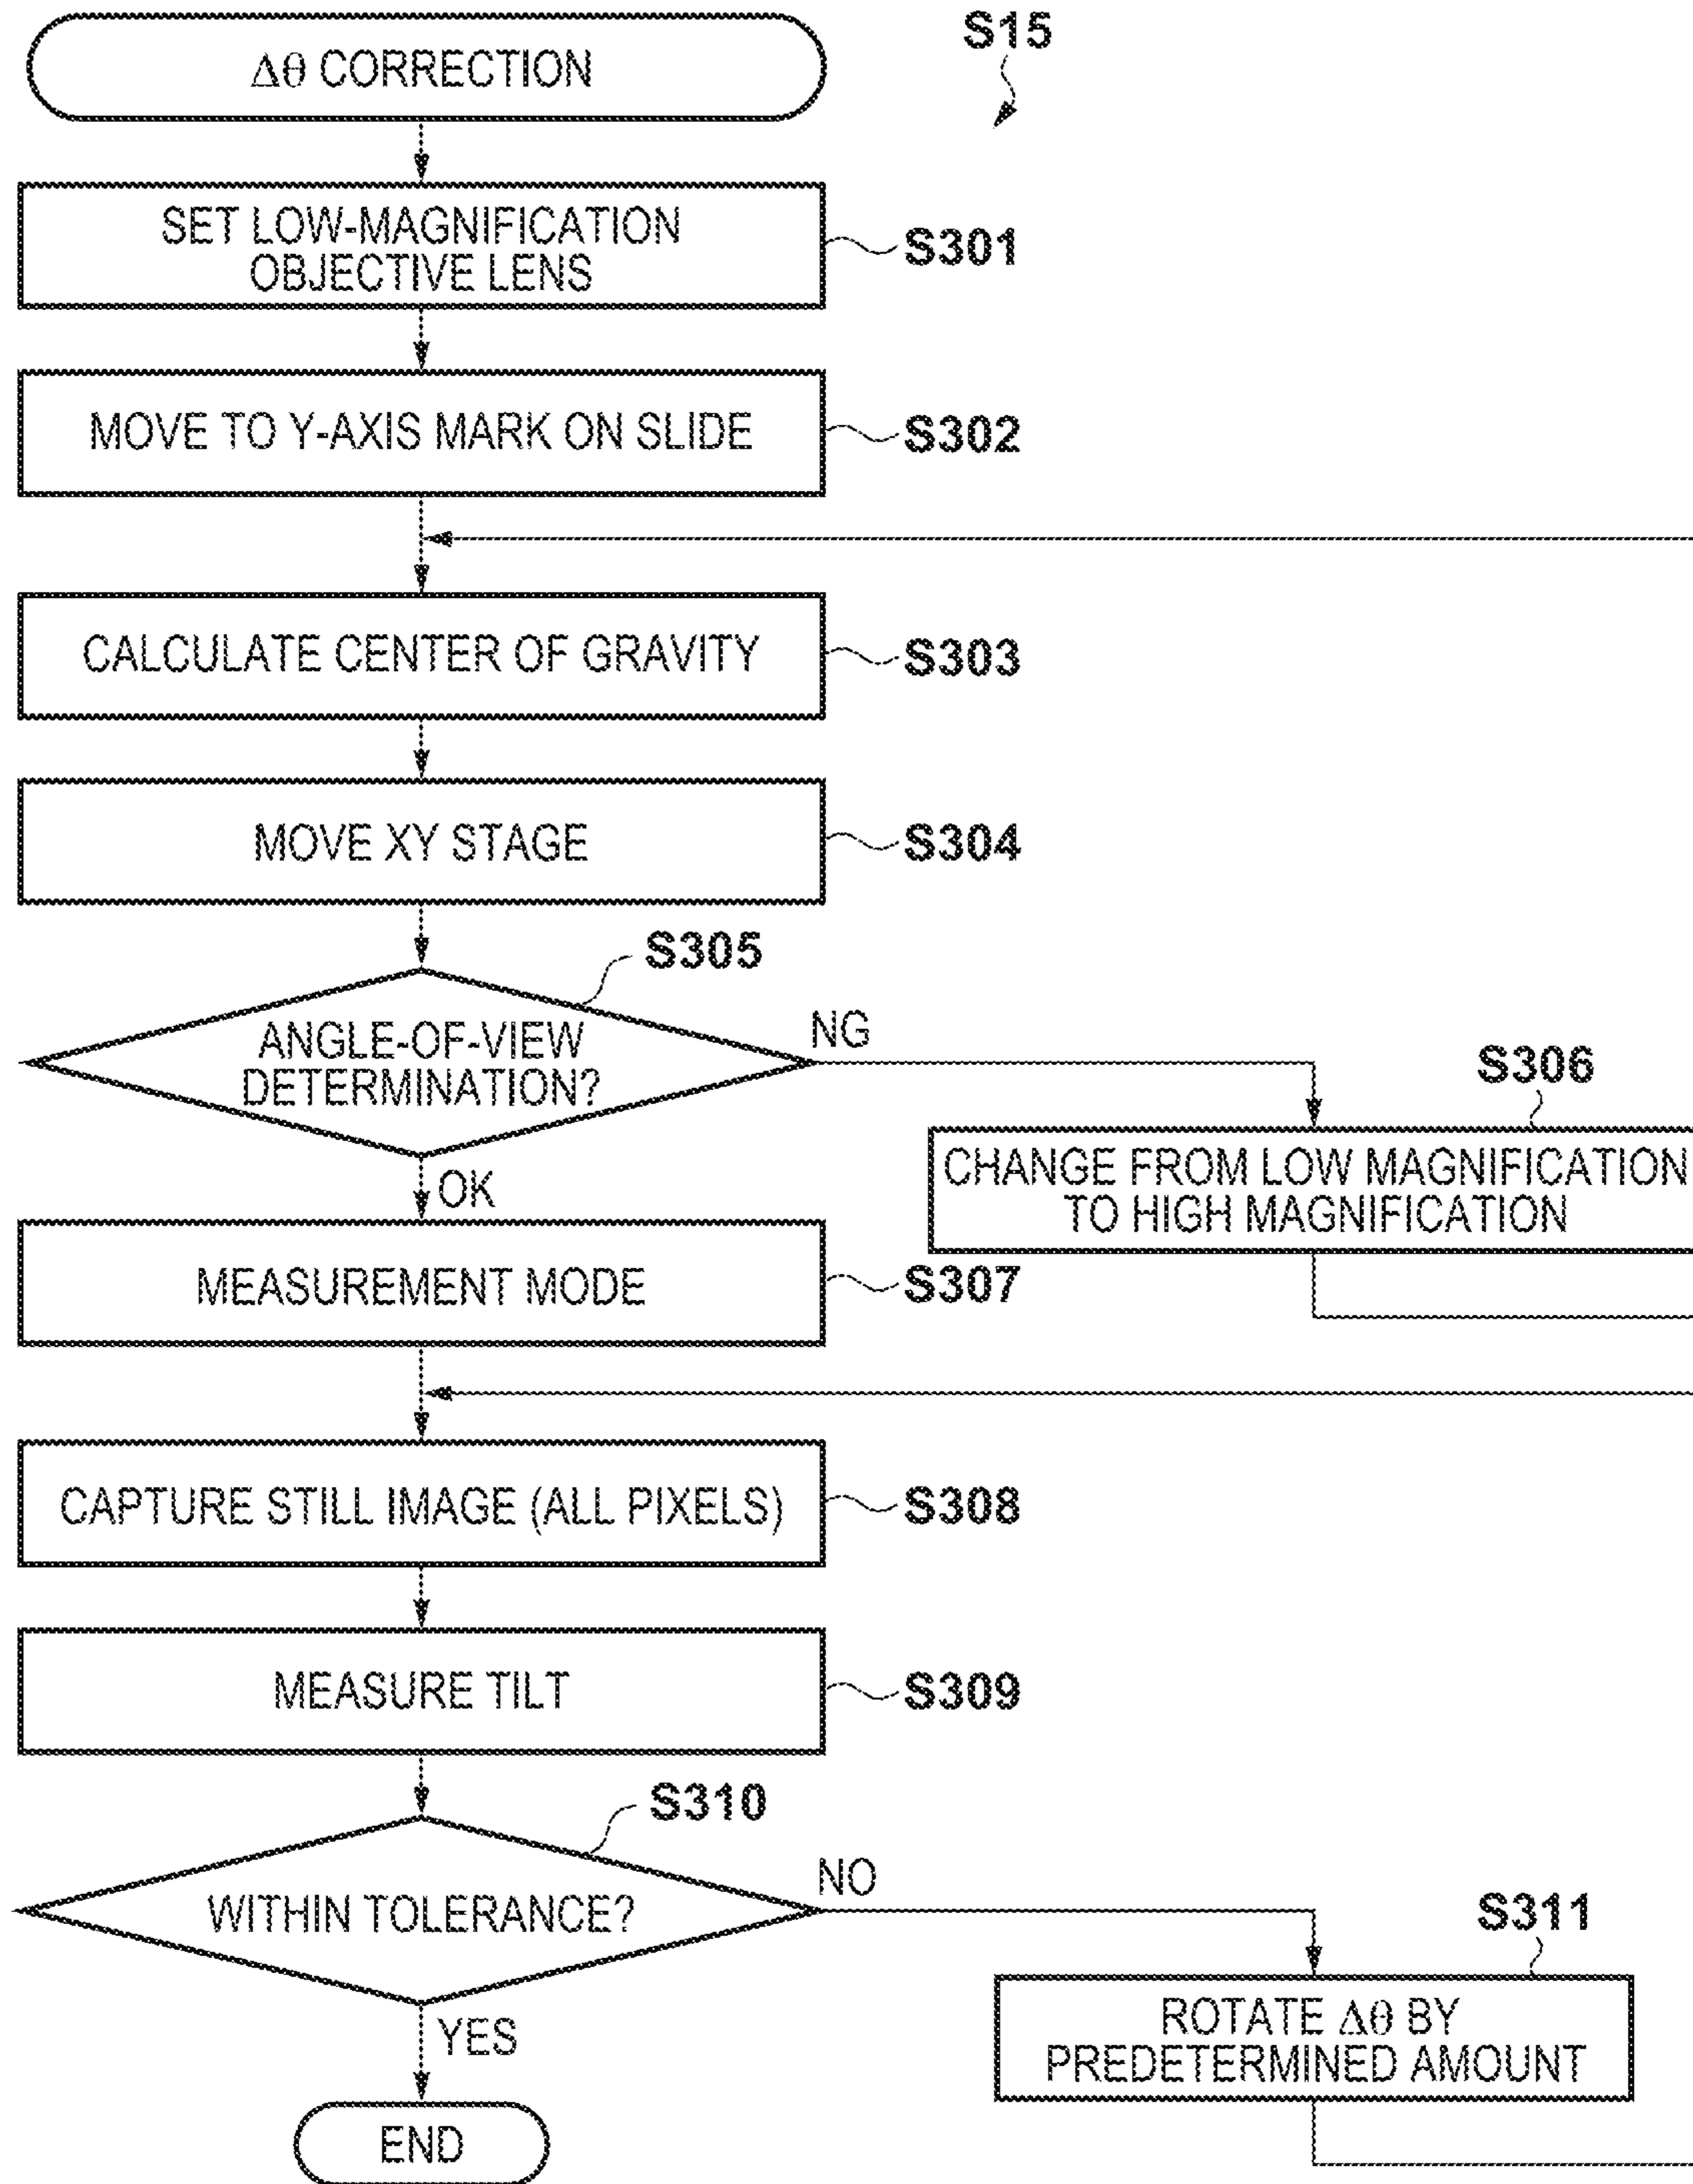 S15
Δθ CORRECTION
SET LOW-MAGNIFICATION
OBJECTIVE LENS
S301
MOVE TO Y-AXIS MARK ON SLIDE
S302
CALCULATE CENTER OF GRAVITY
S303
MOVE XY STAGE
S304
S305
ANGLE-OF-VIEW
DETERMINATION?
NG
OK
S306
CHANGE FROM LOW MAGNIFICATION
TO HIGH MAGNIFICATION
MEASUREMENT MODE
S307
CAPTURE STILL IMAGE (ALL PIXELS)
S308
MEASURE TILT
S309
S310
WITHIN TOLERANCE?
NO
YES
S311
ROTATE Δθ BY
PREDETERMINED AMOUNT
END